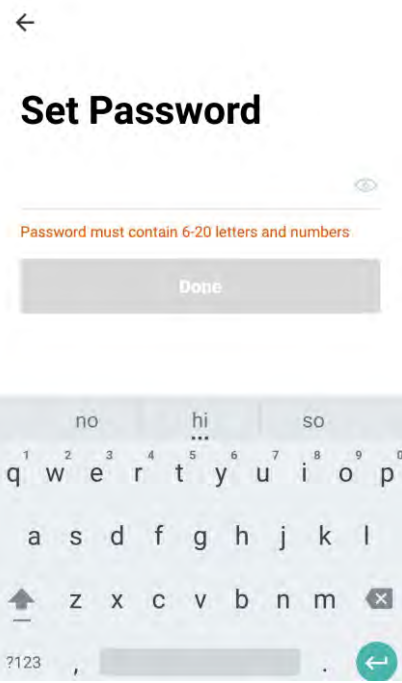 Set Password
Password must contain 6-20 letters and numbers
Done
no hi so
1 2 3 4 5 6 7 8 9 0
q w e r t y u i o p
a s d f g h j k l
z x c v b n m
?123 , .